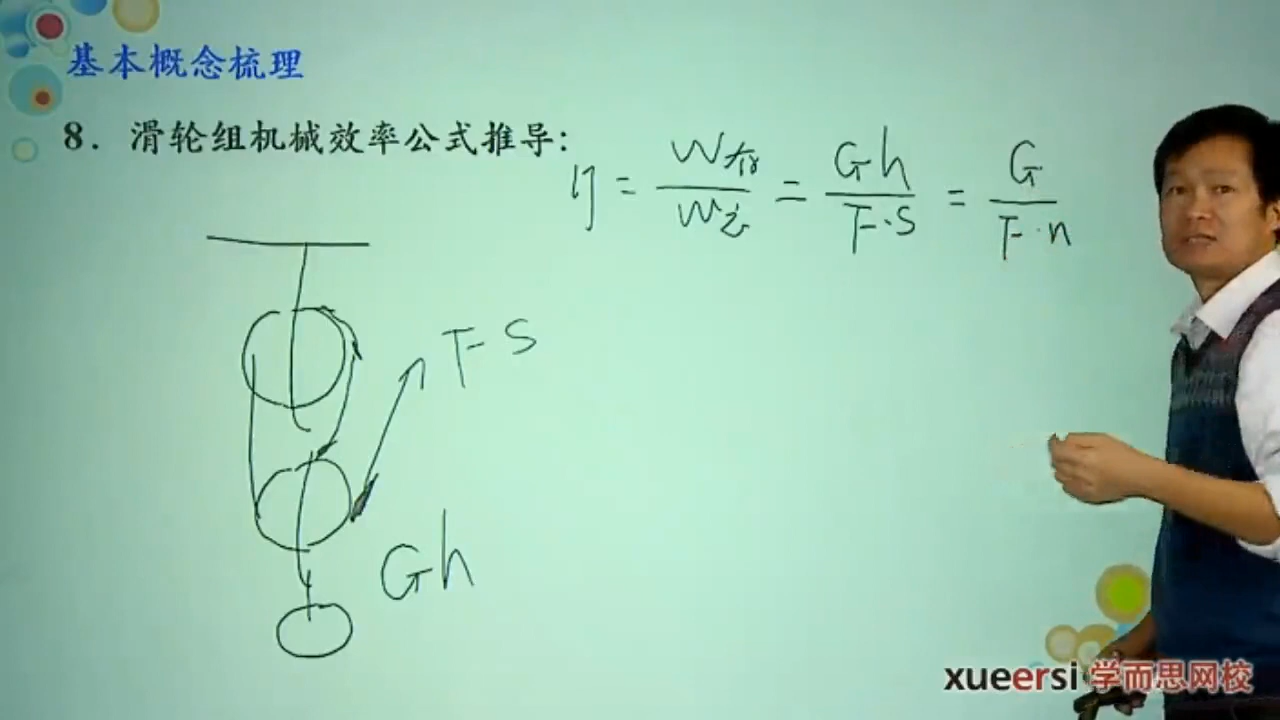 基本概念梳理
8. 滑轮组机械效率公式推导:
η = W有/W总 = Gh/F·S = G/F·n
F S
Gh
xueersi 学而思网校